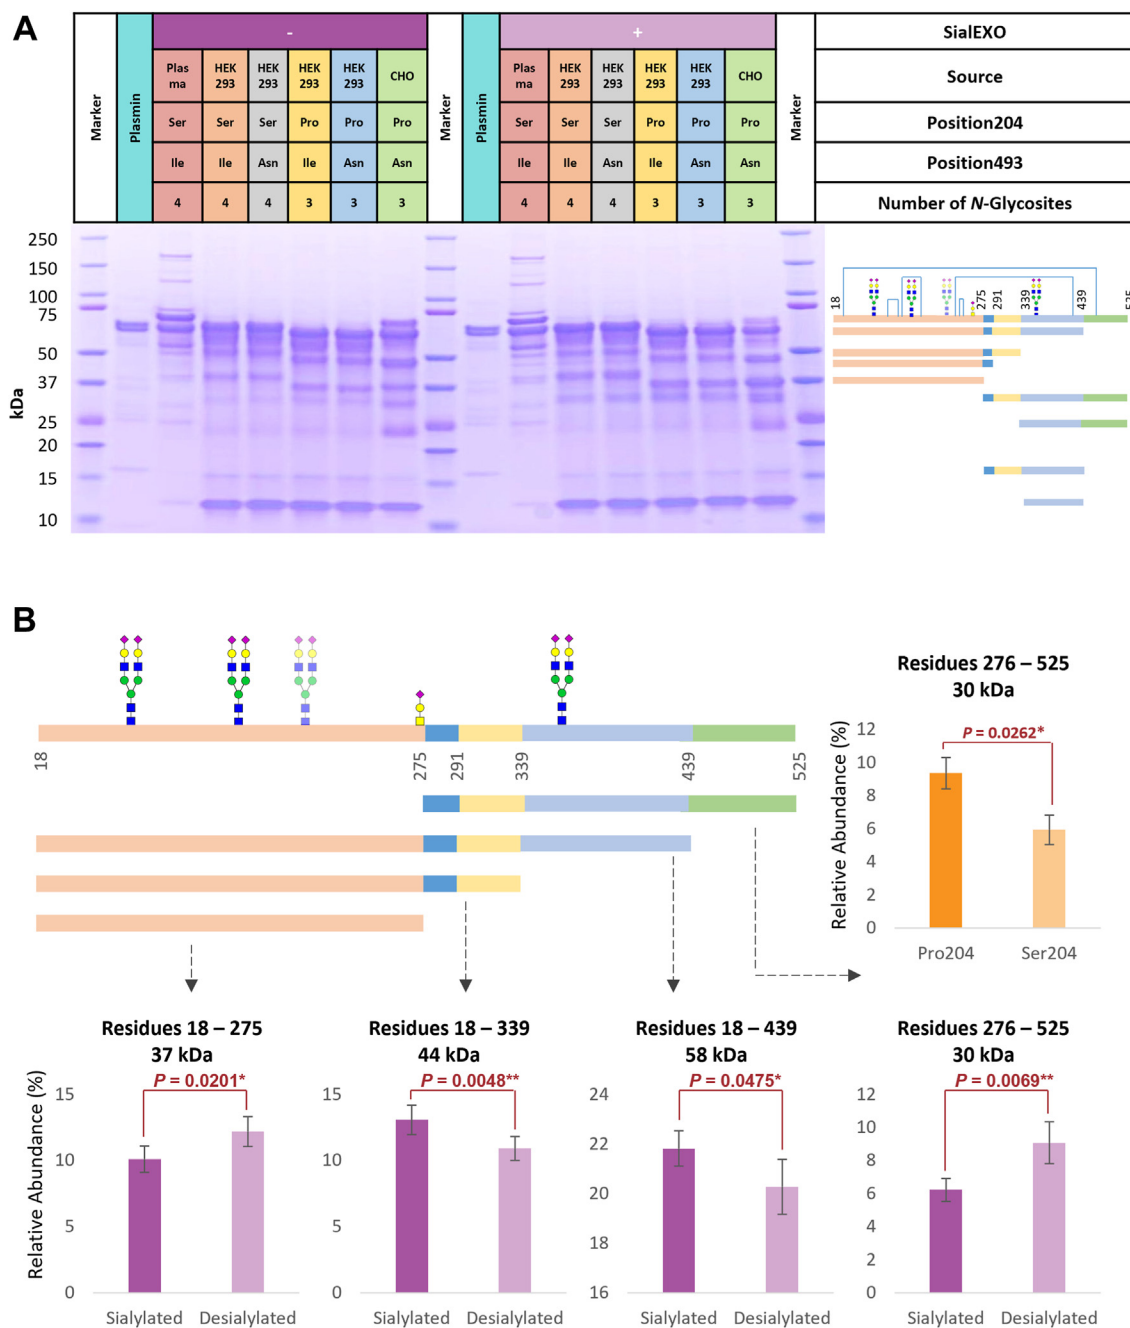 A
Marker
Plasmin
-
Marker
+
Marker
SialEXO
Plas ma
HEK 293
HEK 293
HEK 293
HEK 293
CHO
Plas ma
HEK 293
HEK 293
HEK 293
HEK 293
CHO
Source
Ser
Ser
Ser
Pro
Pro
Pro
Ser
Ser
Ser
Pro
Pro
Pro
Position204
Ile
Ile
Asn
Ile
Asn
Asn
Plasmin
Ile
Ile
Asn
Ile
Asn
Asn
Position493
4
4
4
3
3
3
4
4
4
3
3
3
Number of N-Glycosites
kDa
250
150
100
75
50
37
25
20
15
10
18
275
291
339
439
525
B
18
275
291
339
439
525
Residues 276 – 525
30 kDa
P = 0.0262*
Relative Abundance (%)
12
10
8
6
4
2
0
Pro204
Ser204
Residues 18 – 275
37 kDa
P = 0.0201*
Relative Abundance (%)
15
10
5
0
Sialylated
Desialylated
Residues 18 – 339
44 kDa
P = 0.0048**
15
10
5
0
Sialylated
Desialylated
Residues 18 – 439
58 kDa
P = 0.0475*
24
22
20
18
16
Sialylated
Desialylated
Residues 276 – 525
30 kDa
P = 0.0069**
12
10
8
6
4
2
0
Sialylated
Desialylated